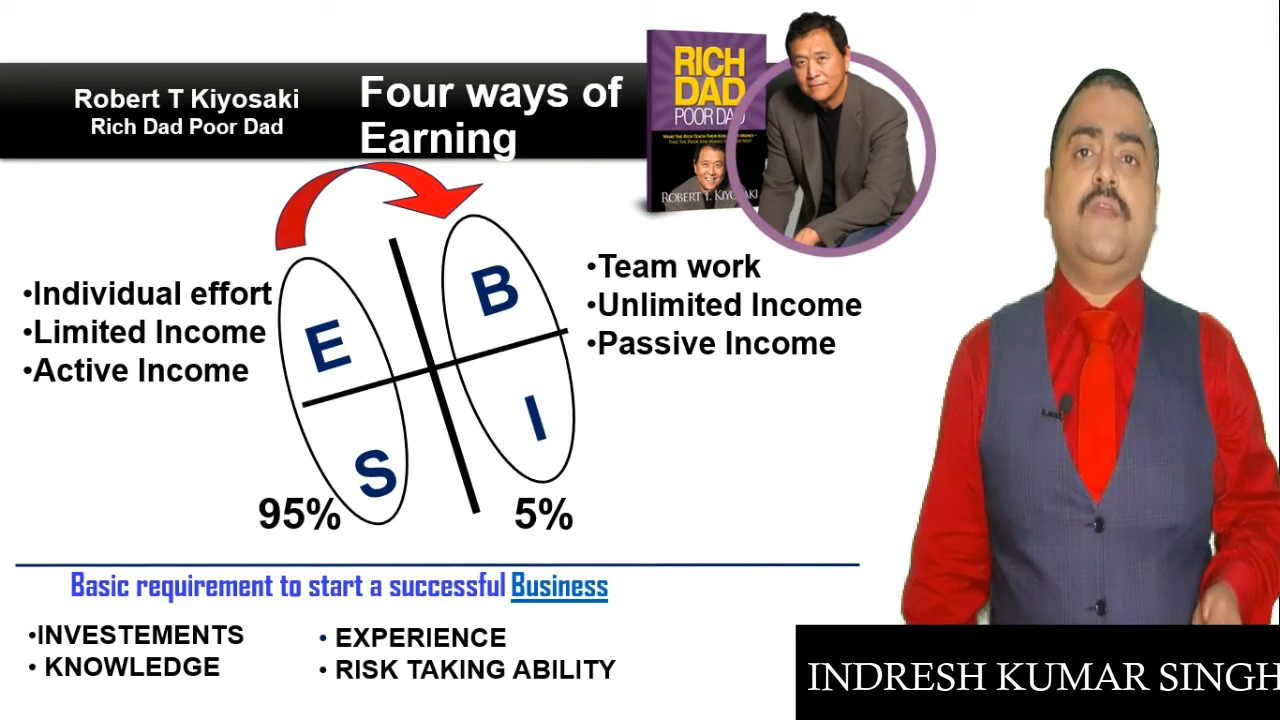 Robert T Kiyosaki
Rich Dad Poor Dad
Four ways of
Earning
RICH
DAD
POOR DAD
ROBERT T. KIYOSAKI
•Individual effort
•Limited Income
•Active Income
E
B
S
I
95%
5%
•Team work
•Unlimited Income
•Passive Income
Basic requirement to start a successful Business
•INVESTEMENTS
• KNOWLEDGE
• EXPERIENCE
• RISK TAKING ABILITY
INDRESH KUMAR SINGH